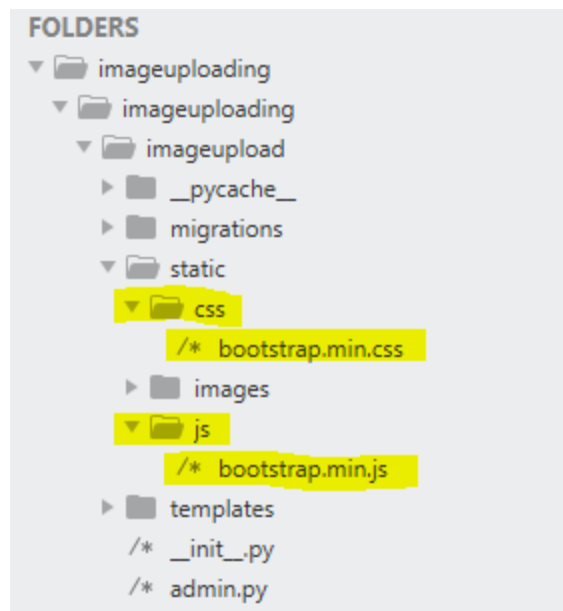 FOLDERS
imageuploading
imageuploading
imageupload
__pycache__
migrations
static
css
/* bootstrap.min.css
images
js
/* bootstrap.min.js
templates
/* __init__.py
/* admin.py